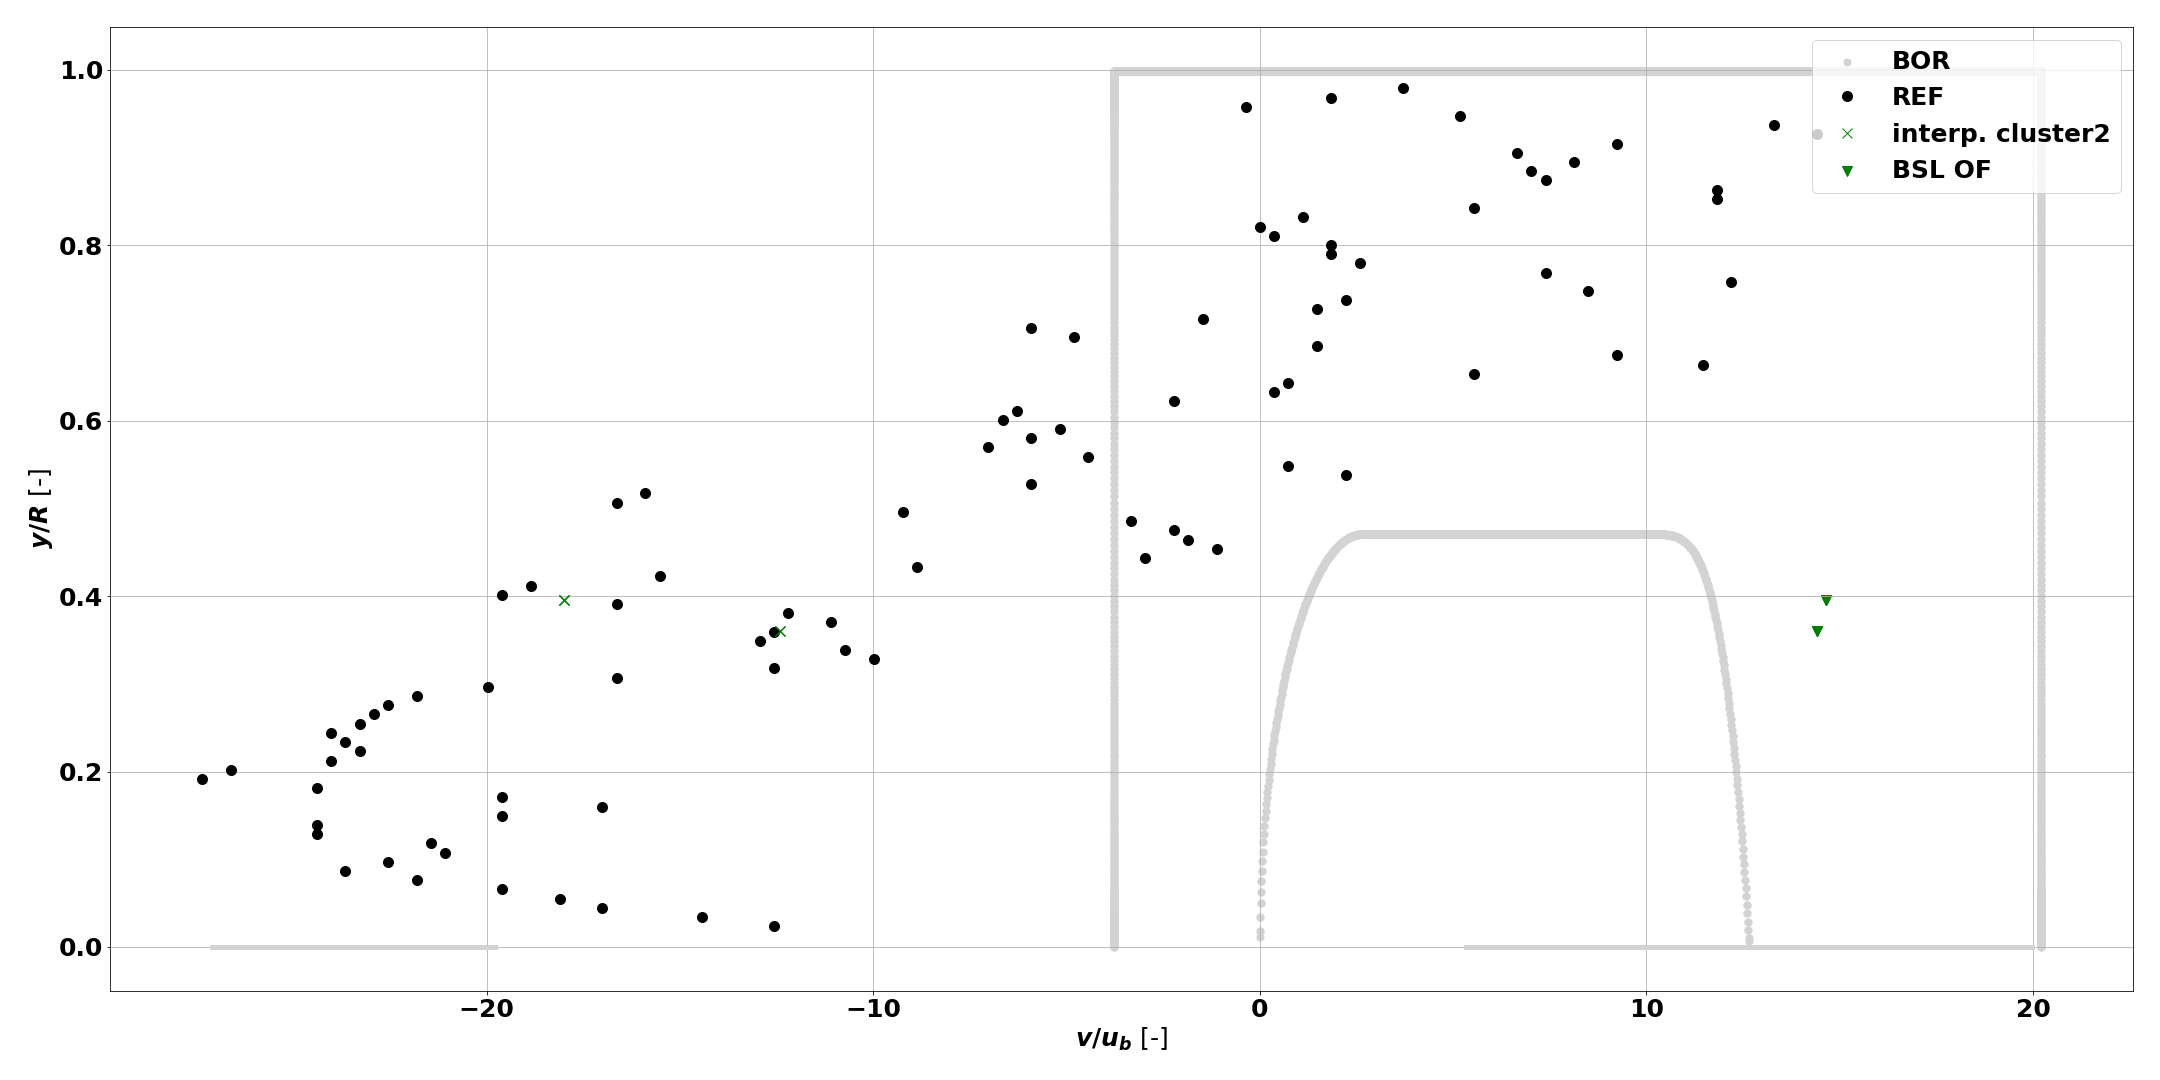 BOR
REF
interp. cluster2
BSL OF
1.0
0.8
0.6
0.4
0.2
0.0
y/R [-]
−20 −10 0 10 20
v/u_b [-]